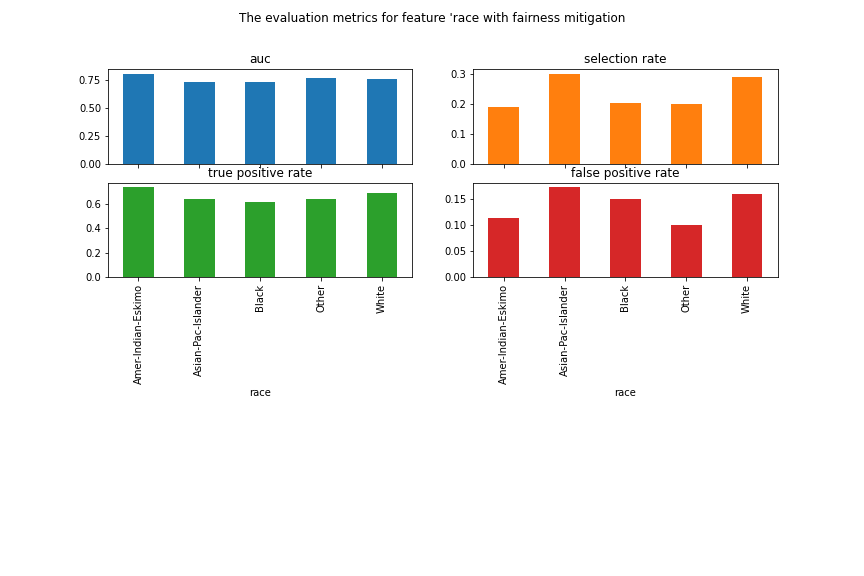 The evaluation metrics for feature 'race with fairness mitigation
auc
0.75
0.50
0.25
0.00
selection rate
0.3
0.2
0.1
0.0
true positive rate
0.6
0.4
0.2
0.0
Amer-Indian-Eskimo
Asian-Pac-Islander
Black
Other
White
race
false positive rate
0.15
0.10
0.05
0.00
Amer-Indian-Eskimo
Asian-Pac-Islander
Black
Other
White
race